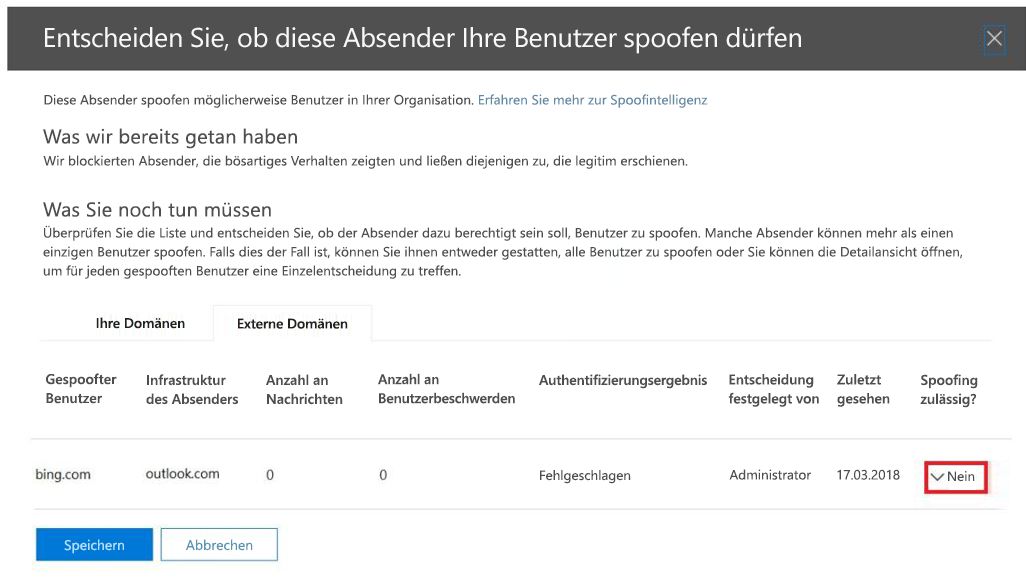 Entscheiden Sie, ob diese Absender Ihre Benutzer spoofen dürfen
Diese Absender spoofen möglicherweise Benutzer in Ihrer Organisation. Erfahren Sie mehr zur Spoofintelligenz
Was wir bereits getan haben
Wir blockierten Absender, die bösartiges Verhalten zeigten und ließen diejenigen zu, die legitim erschienen.
Was Sie noch tun müssen
Überprüfen Sie die Liste und entscheiden Sie, ob der Absender dazu berechtigt sein soll, Benutzer zu spoofen. Manche Absender können mehr als einen
einzigen Benutzer spoofen. Falls dies der Fall ist, können Sie ihnen entweder gestatten, alle Benutzer zu spoofen oder Sie können die Detailansicht öffnen,
um für jeden gespooften Benutzer eine Einzelentscheidung zu treffen.
Ihre Domänen Externe Domänen
Gespoofter Infrastruktur Anzahl an Anzahl an Authentifizierungsergebnis Entscheidung Zuletzt Spoofing
Benutzer des Absenders Nachrichten Benutzerbeschwerden festgelegt von gesehen zulässig?
bing.com outlook.com 0 0 Fehlgeschlagen Administrator 17.03.2018 Nein
Speichern Abbrechen